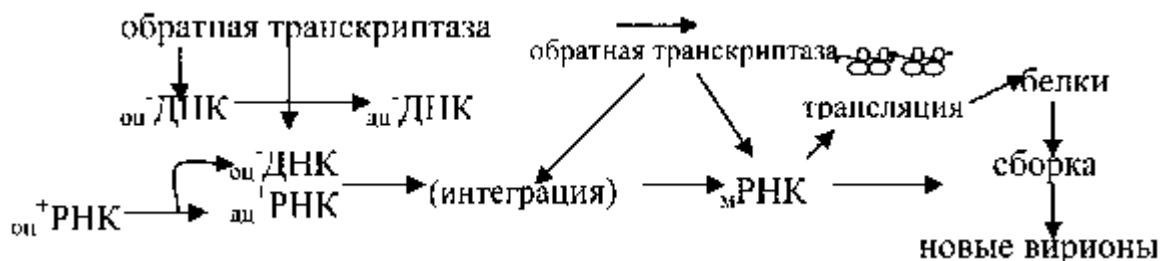 обратная транскриптаза
обратная транскриптаза
оц⁻ДНК дц⁻ДНК
трансляция белки
оц⁻ДНК
дц⁺РНК
(интеграция) мРНК сборка
оц⁺РНК
новые вирионы